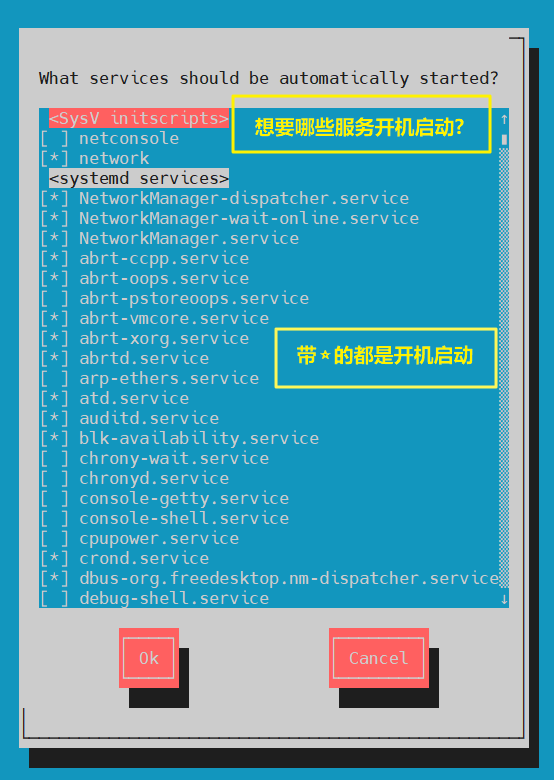 What services should be automatically started?
<SysV initscripts>
想要哪些服务开机启动?
[ ] netconsole
[*] network
<systemd services>
[*] NetworkManager-dispatcher.service
[*] NetworkManager-wait-online.service
[*] NetworkManager.service
[*] abrt-ccpp.service
[*] abrt-oops.service
[ ] abrt-pstoreoops.service
[*] abrt-vmcore.service
[*] abrt-xorg.service
带☆的都是开机启动
[*] abrtd.service
[ ] arp-ethers.service
[*] atd.service
[*] auditd.service
[*] blk-availability.service
[ ] chrony-wait.service
[ ] chronyd.service
[ ] console-getty.service
[ ] console-shell.service
[ ] cpupower.service
[*] crond.service
[*] dbus-org.freedesktop.nm-dispatcher.service
[ ] debug-shell.service
Ok
Cancel